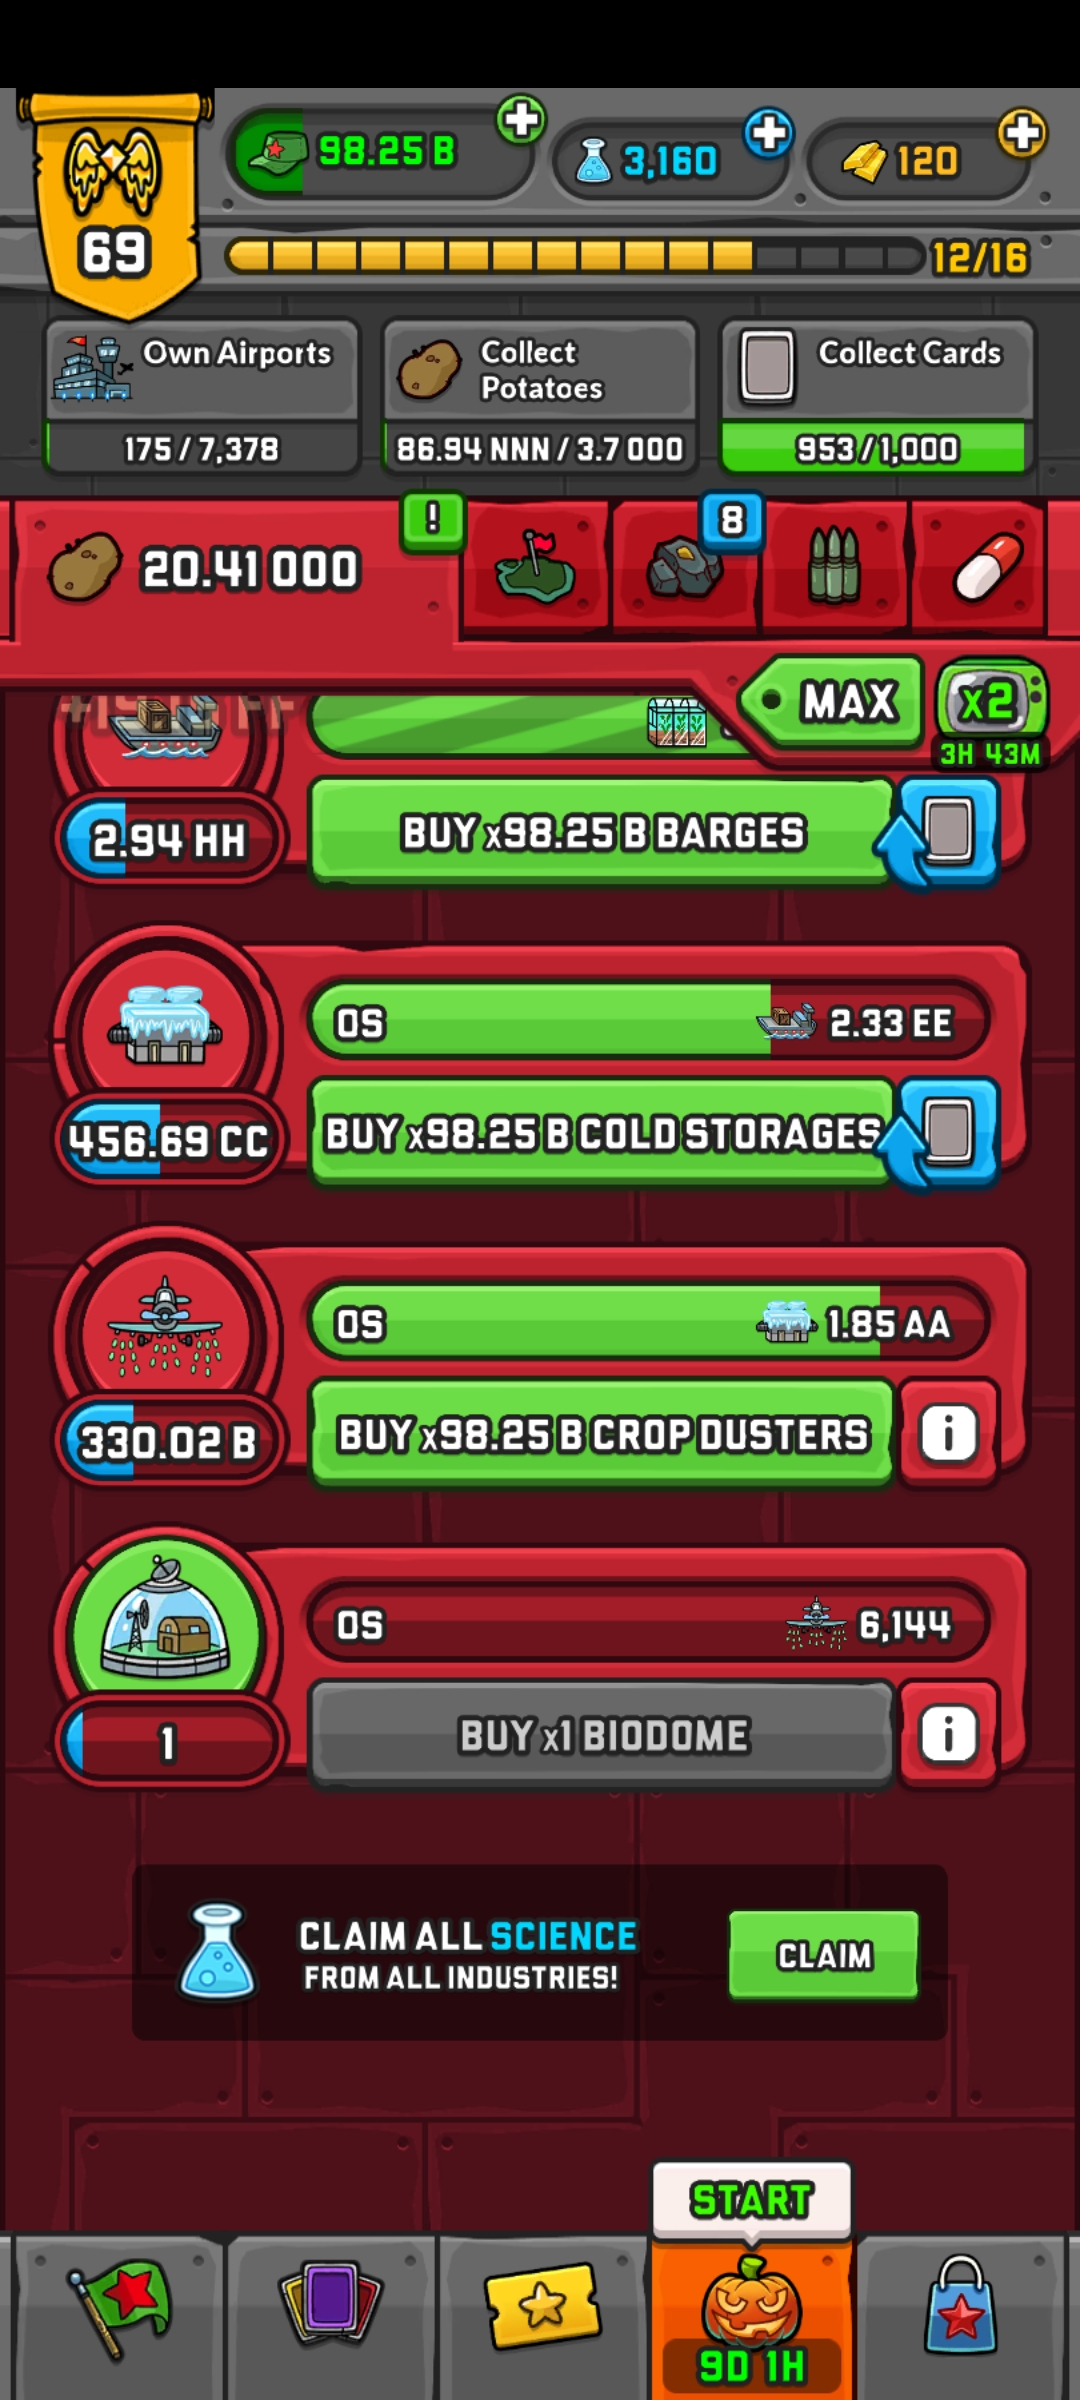 98.25 B
3,160
120
69
12/16
Own Airports
175 / 7,378
Collect
Potatoes
86.94 NNN / 3.7 OOO
Collect Cards
953 / 1,000
20.41 OOO
!
8
MAX
x2
3H 43M
2.94 HH
BUY x98.25 B BARGES
0S
2.33 EE
456.69 CC
BUY x98.25 B COLD STORAGES
0S
1.85 AA
330.02 B
BUY x98.25 B CROP DUSTERS
i
0S
6,144
1
BUY x1 BIODOME
i
CLAIM ALL SCIENCE
FROM ALL INDUSTRIES!
CLAIM
START
9D 1H